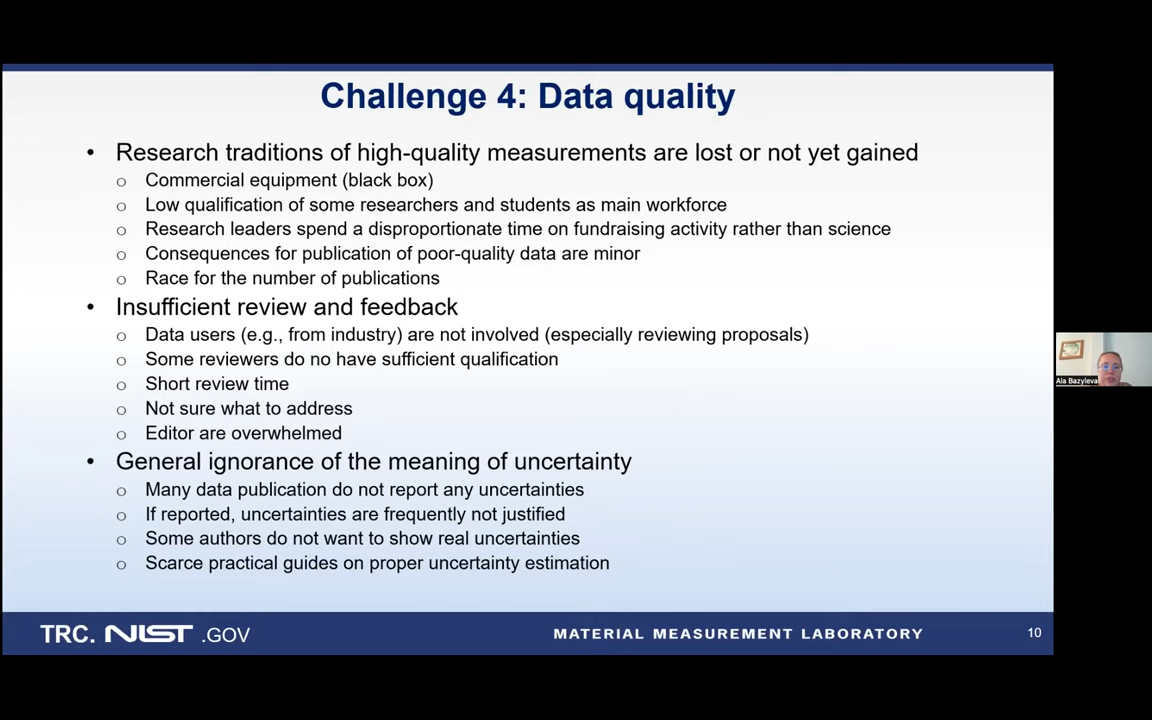 Challenge 4: Data quality
• Research traditions of high-quality measurements are lost or not yet gained
o Commercial equipment (black box)
o Low qualification of some researchers and students as main workforce
o Research leaders spend a disproportionate time on fundraising activity rather than science
o Consequences for publication of poor-quality data are minor
o Race for the number of publications
• Insufficient review and feedback
o Data users (e.g., from industry) are not involved (especially reviewing proposals)
o Some reviewers do no have sufficient qualification
o Short review time
o Not sure what to address
o Editor are overwhelmed
• General ignorance of the meaning of uncertainty
o Many data publication do not report any uncertainties
o If reported, uncertainties are frequently not justified
o Some authors do not want to show real uncertainties
o Scarce practical guides on proper uncertainty estimation
TRC. NIST .GOV
MATERIAL MEASUREMENT LABORATORY
10
Ala Bazyleva